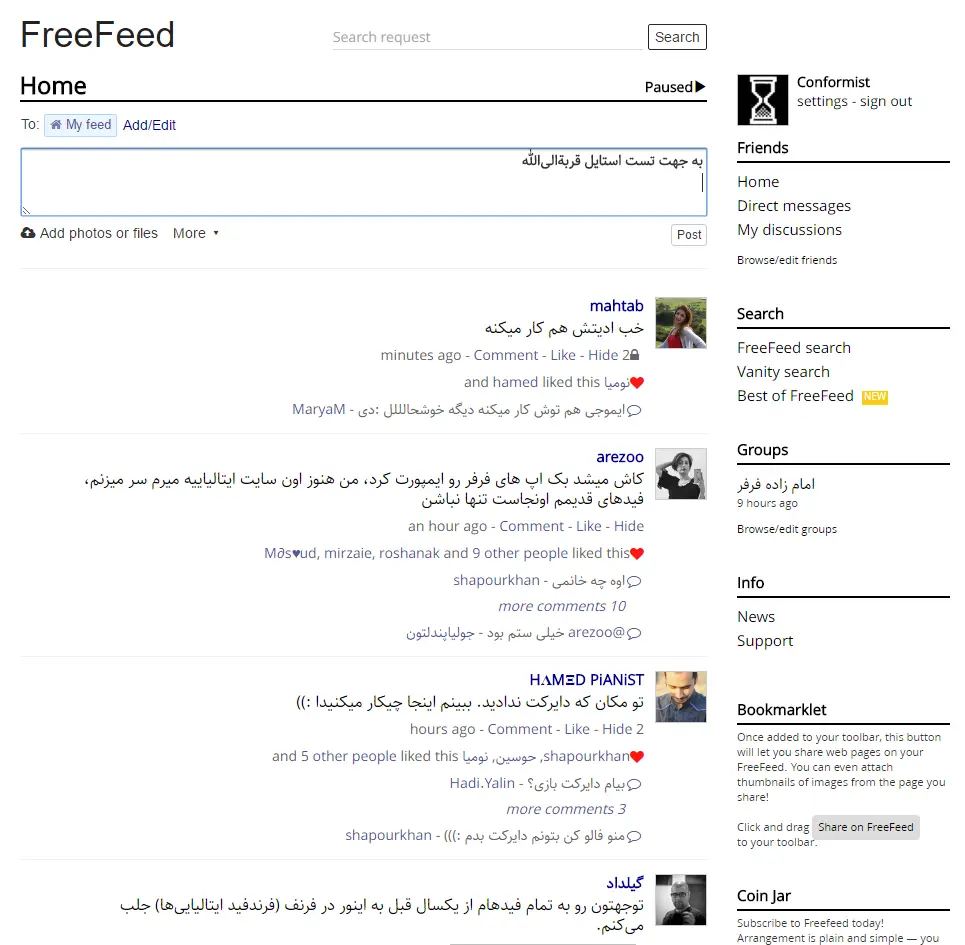 FreeFeed
Search request
Search
Home
Paused
To: My feed Add/Edit
به جهت تست استایل قربةالی‌الله
Add photos or files More
Post
mahtab
خب ادیتش هم کار میکنه
minutes ago - Comment - Like - Hide 2
and hamed liked this نومیا
ایموجی هم توش کار میکنه دیگه خوشحاللللل :دی - MaryaM
arezoo
کاش میشد بک اپ های فرفر رو ایمپورت کرد، من هنوز اون سایت ایتالیاییه میرم سر میزنم،
فیدهای قدیمم اونجاست تنها نباشن
an hour ago - Comment - Like - Hide
M∂s♥ud, mirzaie, roshanak and 9 other people liked this
اوه چه خانمی - shapourkhan
more comments 10
@arezoo خیلی ستم بود - جولیاپندلتون
HΛMΞD PiANiST
تو مکان که دایرکت ندادید. ببینم اینجا چیکار میکنیدا :))
hours ago - Comment - Like - Hide 2
and 5 other people liked this نومیا ,حوسین ,shapourkhan
بیام دایرکت بازی؟ - Hadi.Yalin
more comments 3
منو فالو کن بتونم دایرکت بدم :))) - shapourkhan
گیلداد
توجهتون رو به تمام فیدهام از یکسال قبل به اینور در فرنف (فرندفید ایتالیایی‌ها) جلب
می‌کنم.
Conformist
settings - sign out
Friends
Home
Direct messages
My discussions
Browse/edit friends
Search
FreeFeed search
Vanity search
Best of FreeFeed NEW
Groups
امام زاده فرفر
9 hours ago
Browse/edit groups
Info
News
Support
Bookmarklet
Once added to your toolbar, this button
will let you share web pages on your
FreeFeed. You can even attach
thumbnails of images from the page you
share!
Click and drag Share on FreeFeed
to your toolbar.
Coin Jar
Subscribe to Freefeed today!
Arrangement is plain and simple — you